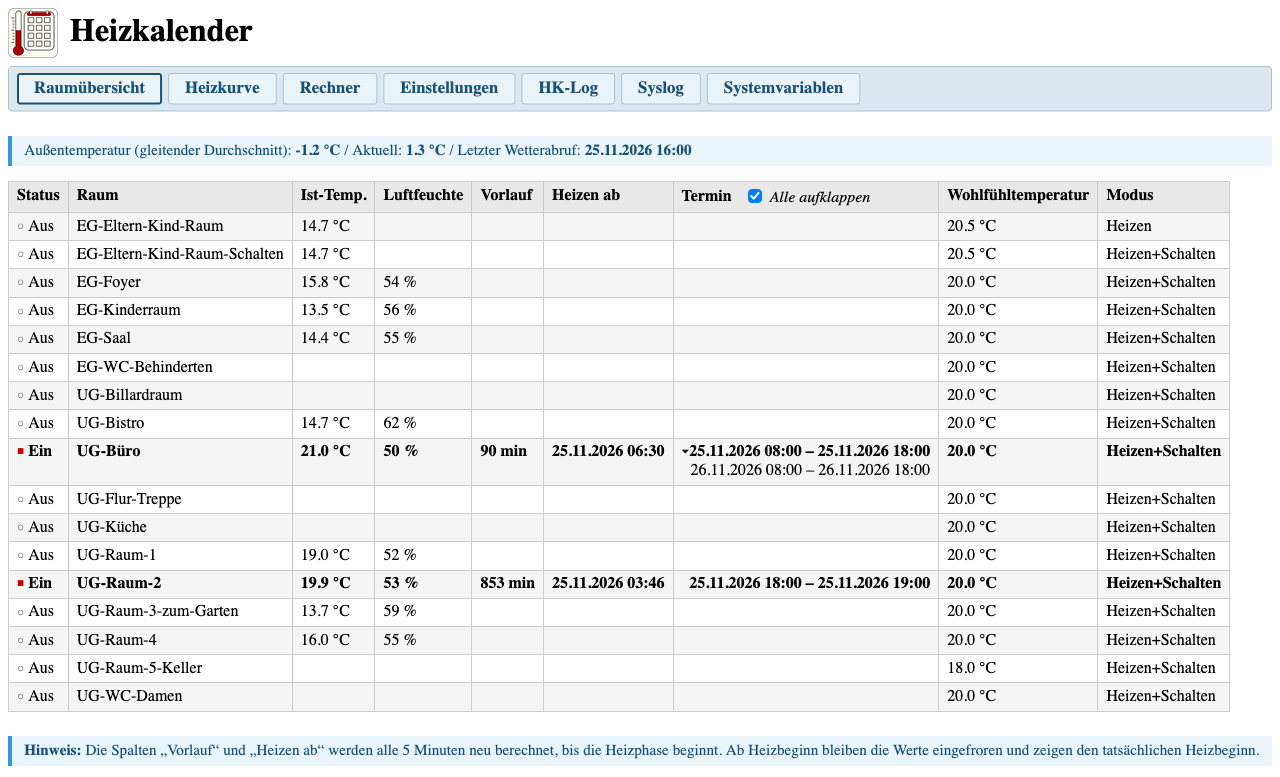 Heizkalender
Raumübersicht Heizkurve Rechner Einstellungen HK-Log Syslog Systemvariablen
Außentemperatur (gleitender Durchschnitt): -1.2 °C / Aktuell: 1.3 °C / Letzter Wetterabruf: 25.11.2026 16:00
Status Raum Ist-Temp. Luftfeuchte Vorlauf Heizen ab Termin Alle aufklappen Wohlfühltemperatur Modus
○ Aus EG-Eltern-Kind-Raum 14.7 °C 20.5 °C Heizen
○ Aus EG-Eltern-Kind-Raum-Schalten 14.7 °C 20.5 °C Heizen+Schalten
○ Aus EG-Foyer 15.8 °C 54 % 20.0 °C Heizen+Schalten
○ Aus EG-Kinderraum 13.5 °C 56 % 20.0 °C Heizen+Schalten
○ Aus EG-Saal 14.4 °C 55 % 20.0 °C Heizen+Schalten
○ Aus EG-WC-Behinderten 20.0 °C Heizen+Schalten
○ Aus UG-Billardraum 20.0 °C Heizen+Schalten
○ Aus UG-Bistro 14.7 °C 62 % 20.0 °C Heizen+Schalten
■ Ein UG-Büro 21.0 °C 50 % 90 min 25.11.2026 06:30 25.11.2026 08:00 – 25.11.2026 18:00 20.0 °C Heizen+Schalten
26.11.2026 08:00 – 26.11.2026 18:00
○ Aus UG-Flur-Treppe 20.0 °C Heizen+Schalten
○ Aus UG-Küche 20.0 °C Heizen+Schalten
○ Aus UG-Raum-1 19.0 °C 52 % 20.0 °C Heizen+Schalten
■ Ein UG-Raum-2 19.9 °C 53 % 853 min 25.11.2026 03:46 25.11.2026 18:00 – 25.11.2026 19:00 20.0 °C Heizen+Schalten
○ Aus UG-Raum-3-zum-Garten 13.7 °C 59 % 20.0 °C Heizen+Schalten
○ Aus UG-Raum-4 16.0 °C 55 % 20.0 °C Heizen+Schalten
○ Aus UG-Raum-5-Keller 18.0 °C Heizen+Schalten
○ Aus UG-WC-Damen 20.0 °C Heizen+Schalten
Hinweis: Die Spalten „Vorlauf“ und „Heizen ab“ werden alle 5 Minuten neu berechnet, bis die Heizphase beginnt. Ab Heizbeginn bleiben die Werte eingefroren und zeigen den tatsächlichen Heizbeginn.